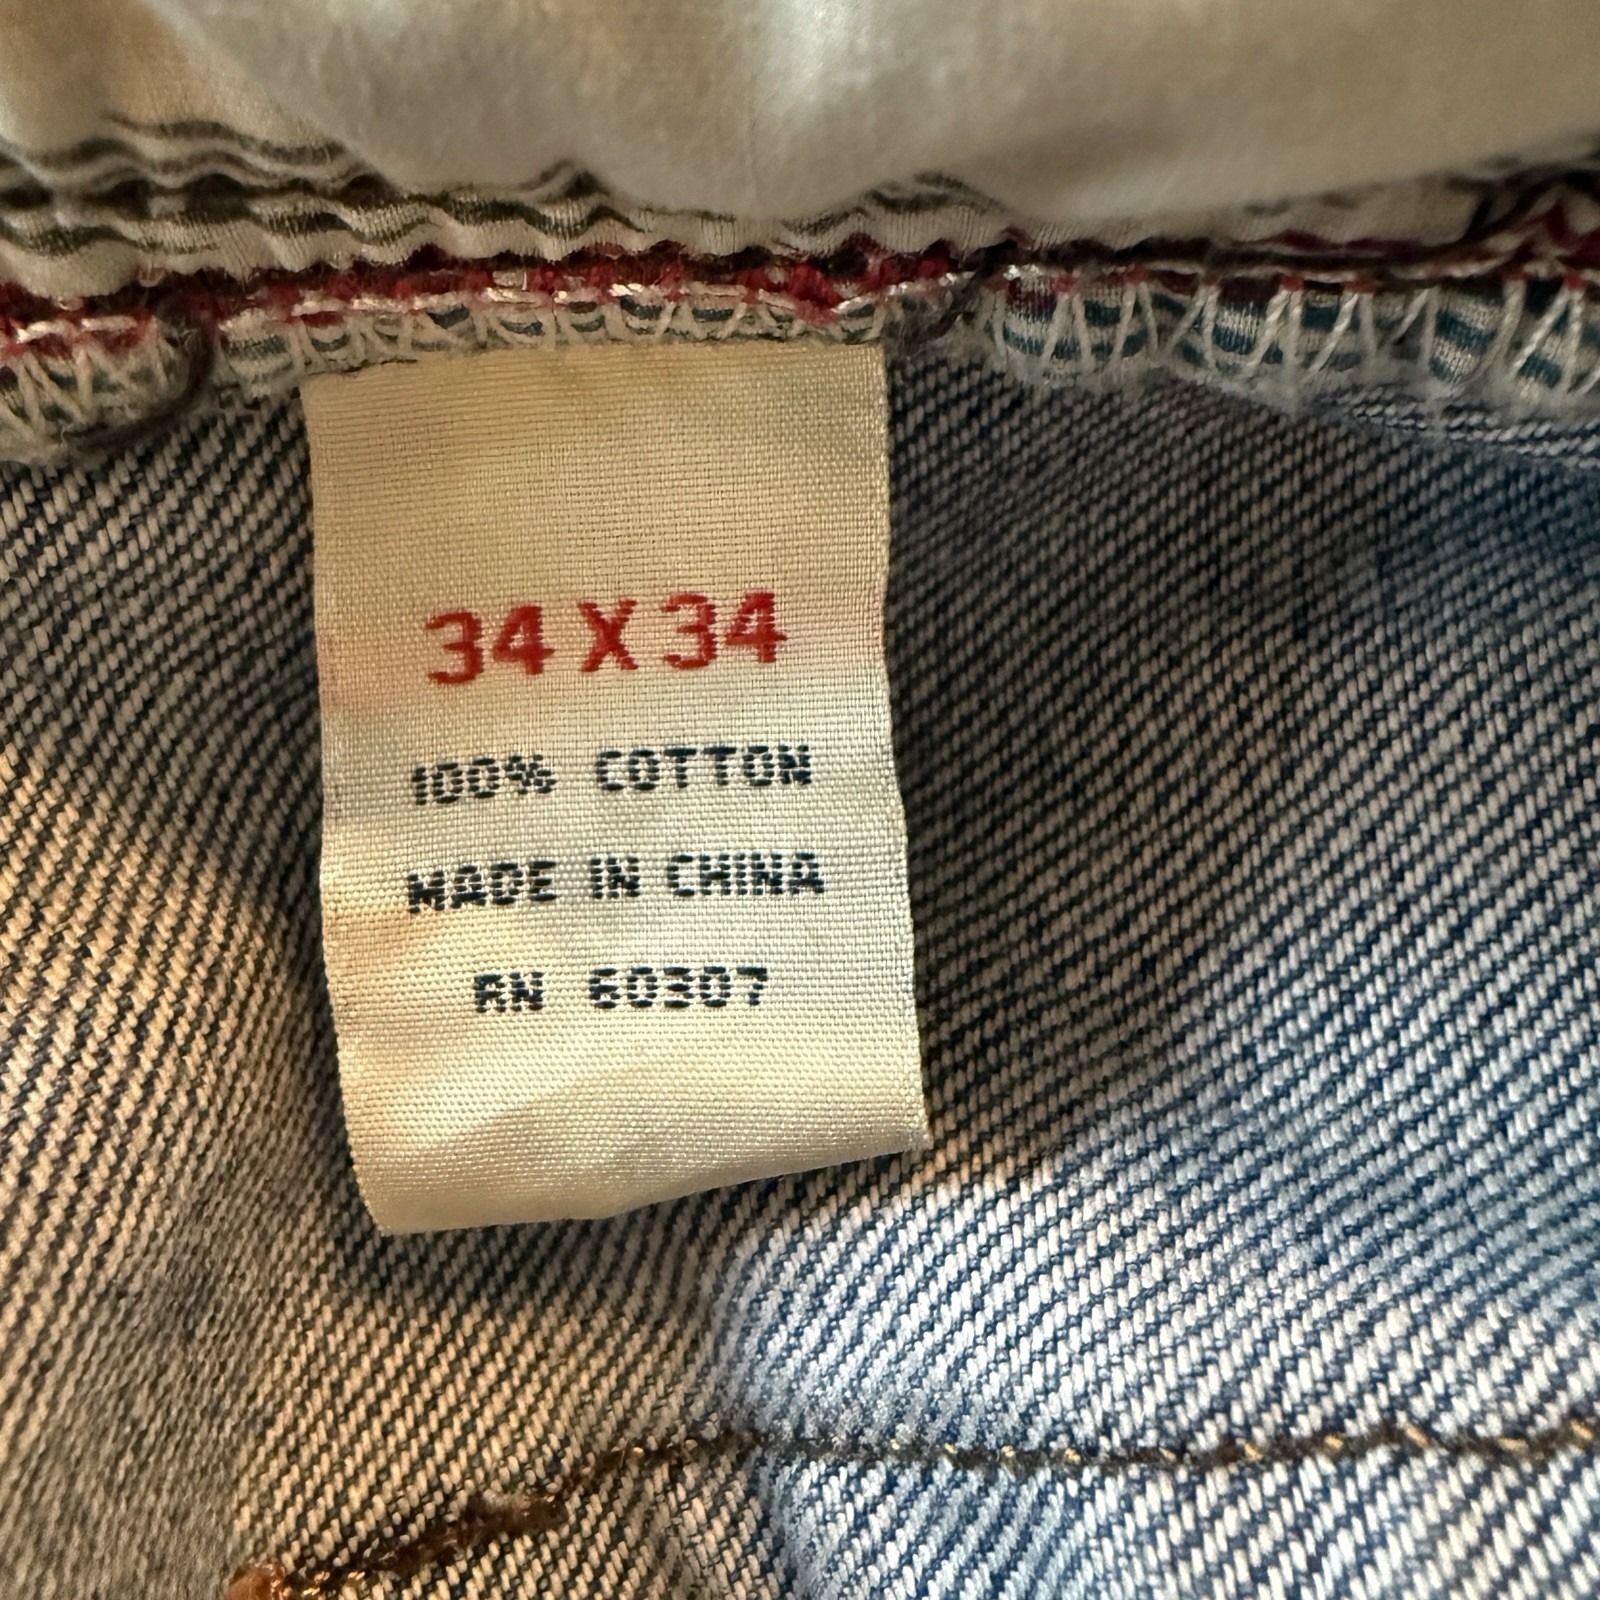 34 X 34
100% COTTON
MADE IN CHINA
RN 60307